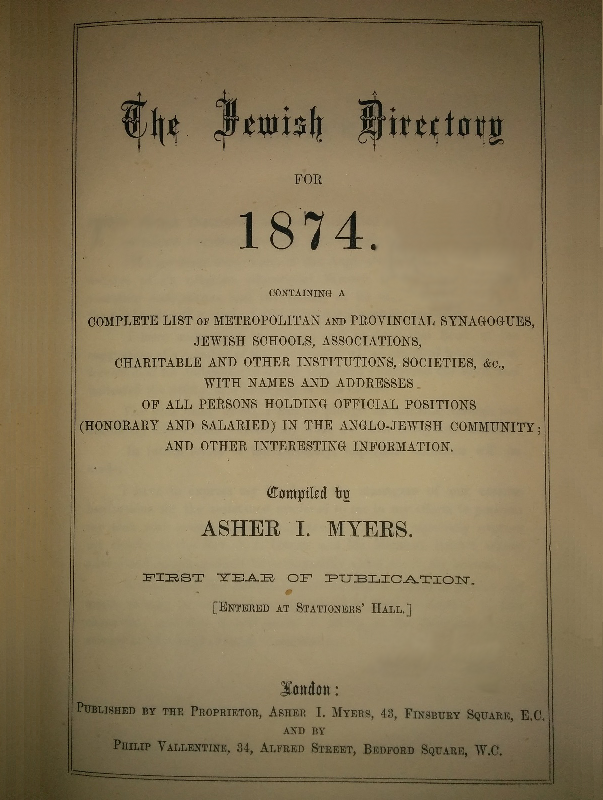 The Jewish Directory
FOR
1874.
CONTAINING A
COMPLETE LIST OF METROPOLITAN AND PROVINCIAL SYNAGOGUES,
JEWISH SCHOOLS, ASSOCIATIONS,
CHARITABLE AND OTHER INSTITUTIONS, SOCIETIES, &c.,
WITH NAMES AND ADDRESSES
OF ALL PERSONS HOLDING OFFICIAL POSITIONS
(HONORARY AND SALARIED) IN THE ANGLO-JEWISH COMMUNITY;
AND OTHER INTERESTING INFORMATION.
Compiled by
ASHER I. MYERS.
FIRST YEAR OF PUBLICATION.
[ENTERED AT STATIONERS' HALL.]
London:
PUBLISHED BY THE PROPRIETOR, ASHER I. MYERS, 43, FINSBURY SQUARE, E.C.
AND BY
PHILIP VALLENTINE, 34, ALFRED STREET, BEDFORD SQUARE, W.C.